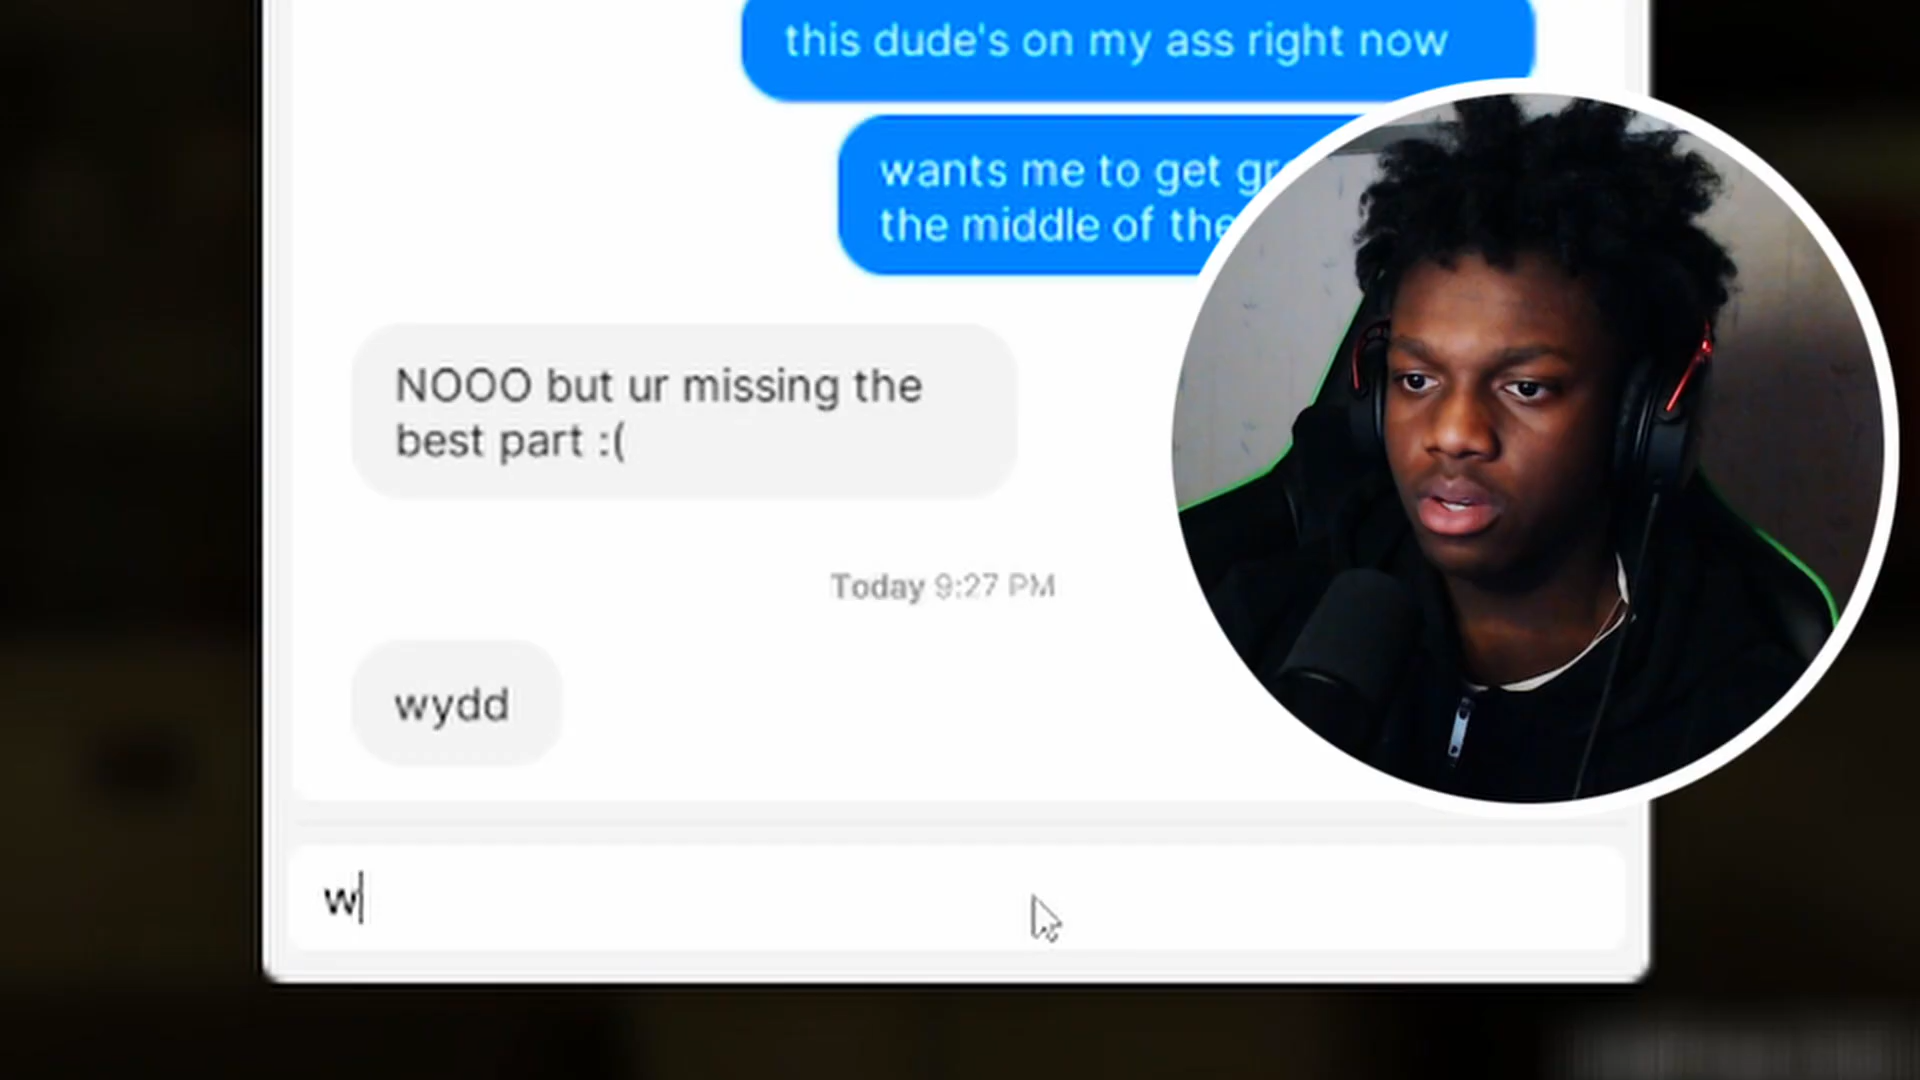 this dude's on my ass right now
wants me to get
the middle of the
NOOO but ur missing the
best part :(
Today 9:27 PM
wydd
w